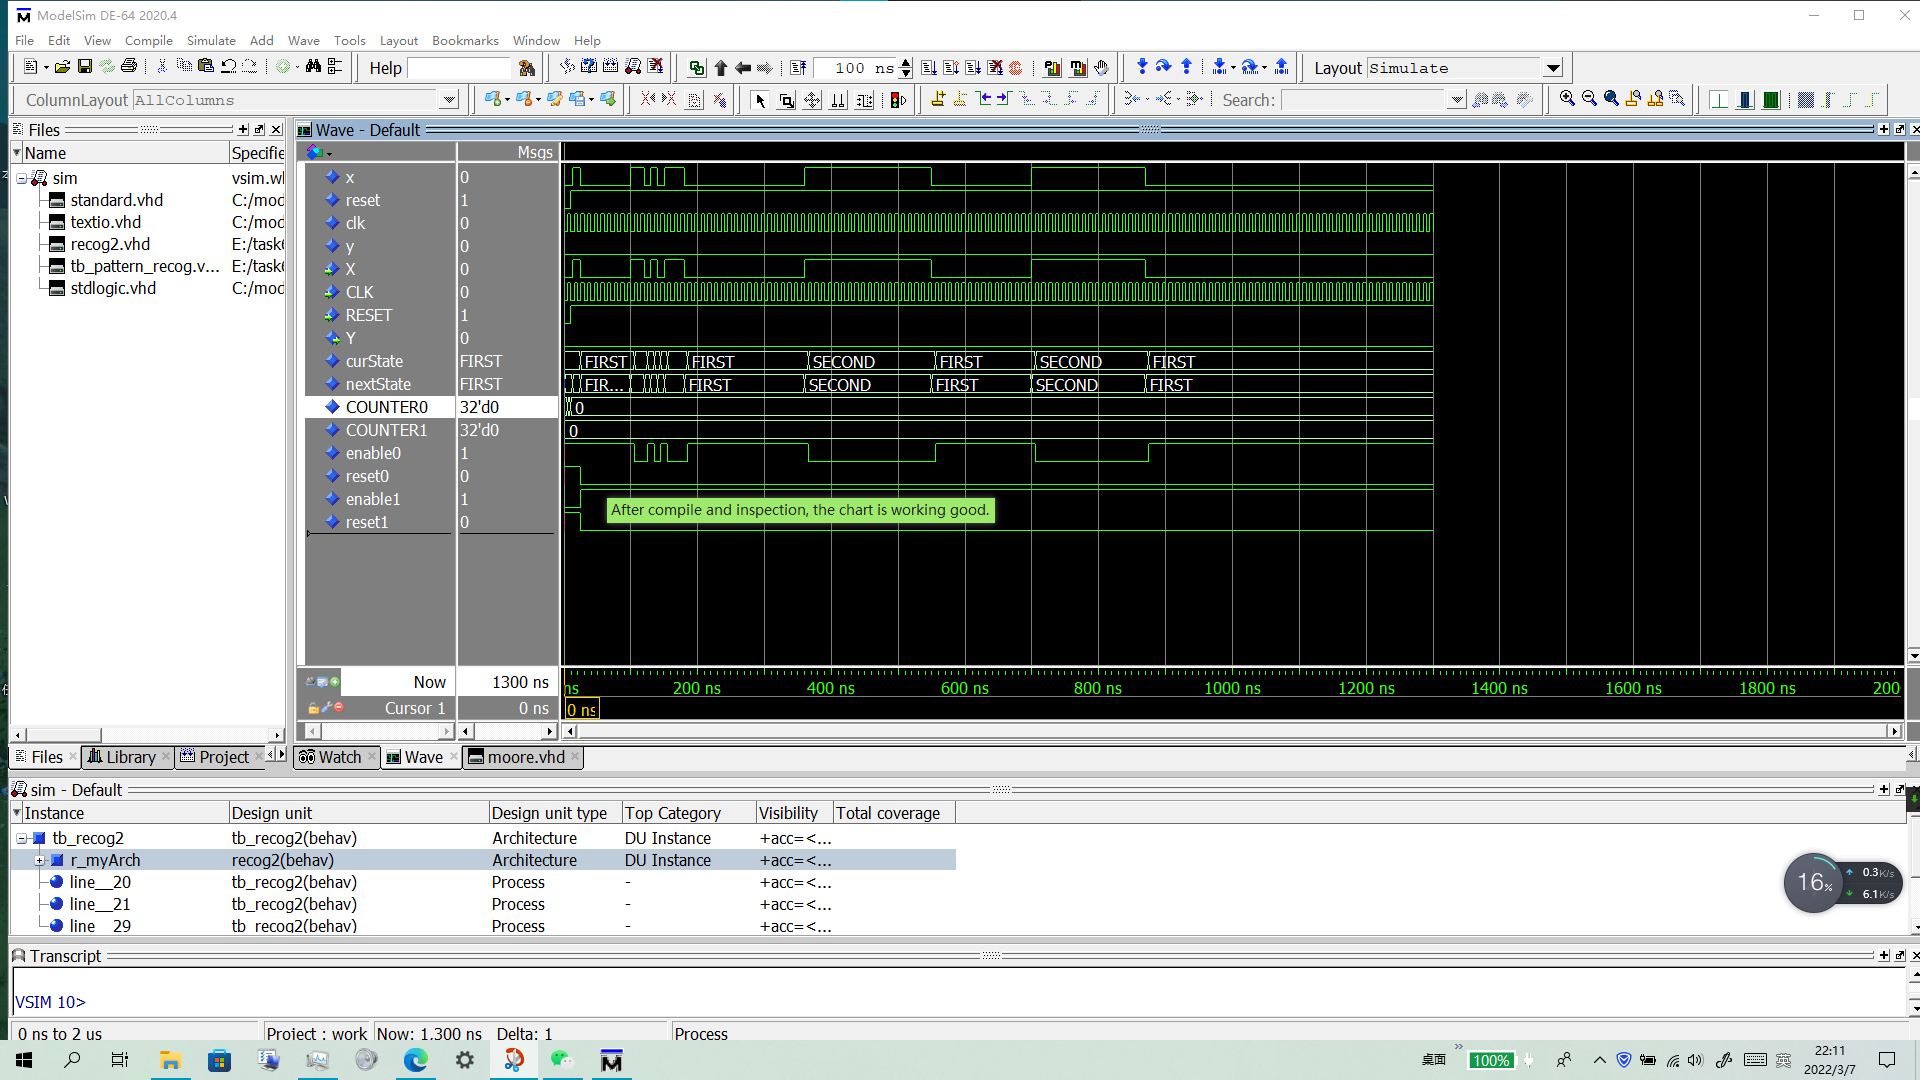 ModelSim DE-64 2020.4
File Edit View Compile Simulate Add Wave Tools Layout Bookmarks Window Help
Help 100 ns Layout Simulate
ColumnLayout AllColumns Search:
Files
Name Specifie
sim vsim.wl
standard.vhd C:/mod
textio.vhd C:/mod
recog2.vhd E:/task6
tb_pattern_recog.v... E:/task6
stdlogic.vhd C:/mod
Wave - Default
Msgs
x 0
reset 1
clk 0
y 0
X 0
CLK 0
RESET 1
Y 0
curState FIRST FIRST FIRST SECOND FIRST SECOND FIRST
nextState FIRST FIR... FIRST SECOND FIRST SECOND FIRST
COUNTER0 32'd0 0
COUNTER1 32'd0 0
enable0 1
reset0 0
enable1 1
reset1 0
After compile and inspection, the chart is working good.
Now 1300 ns ns 200 ns 400 ns 600 ns 800 ns 1000 ns 1200 ns 1400 ns 1600 ns 1800 ns 200
Cursor 1 0 ns 0 ns
Files Library Project Watch Wave moore.vhd
sim - Default
Instance Design unit Design unit type Top Category Visibility Total coverage
tb_recog2 tb_recog2(behav) Architecture DU Instance +acc=<...
r_myArch recog2(behav) Architecture DU Instance +acc=<...
line__20 tb_recog2(behav) Process - +acc=<...
line__21 tb_recog2(behav) Process - +acc=<...
line__29 tb_recog2(behav) Process - +acc=<...
16% 0.3K/s
6.1K/s
Transcript
VSIM 10>
0 ns to 2 us Project : work Now: 1,300 ns Delta: 1 Process
桌面 100% 英 22:11
2022/3/7